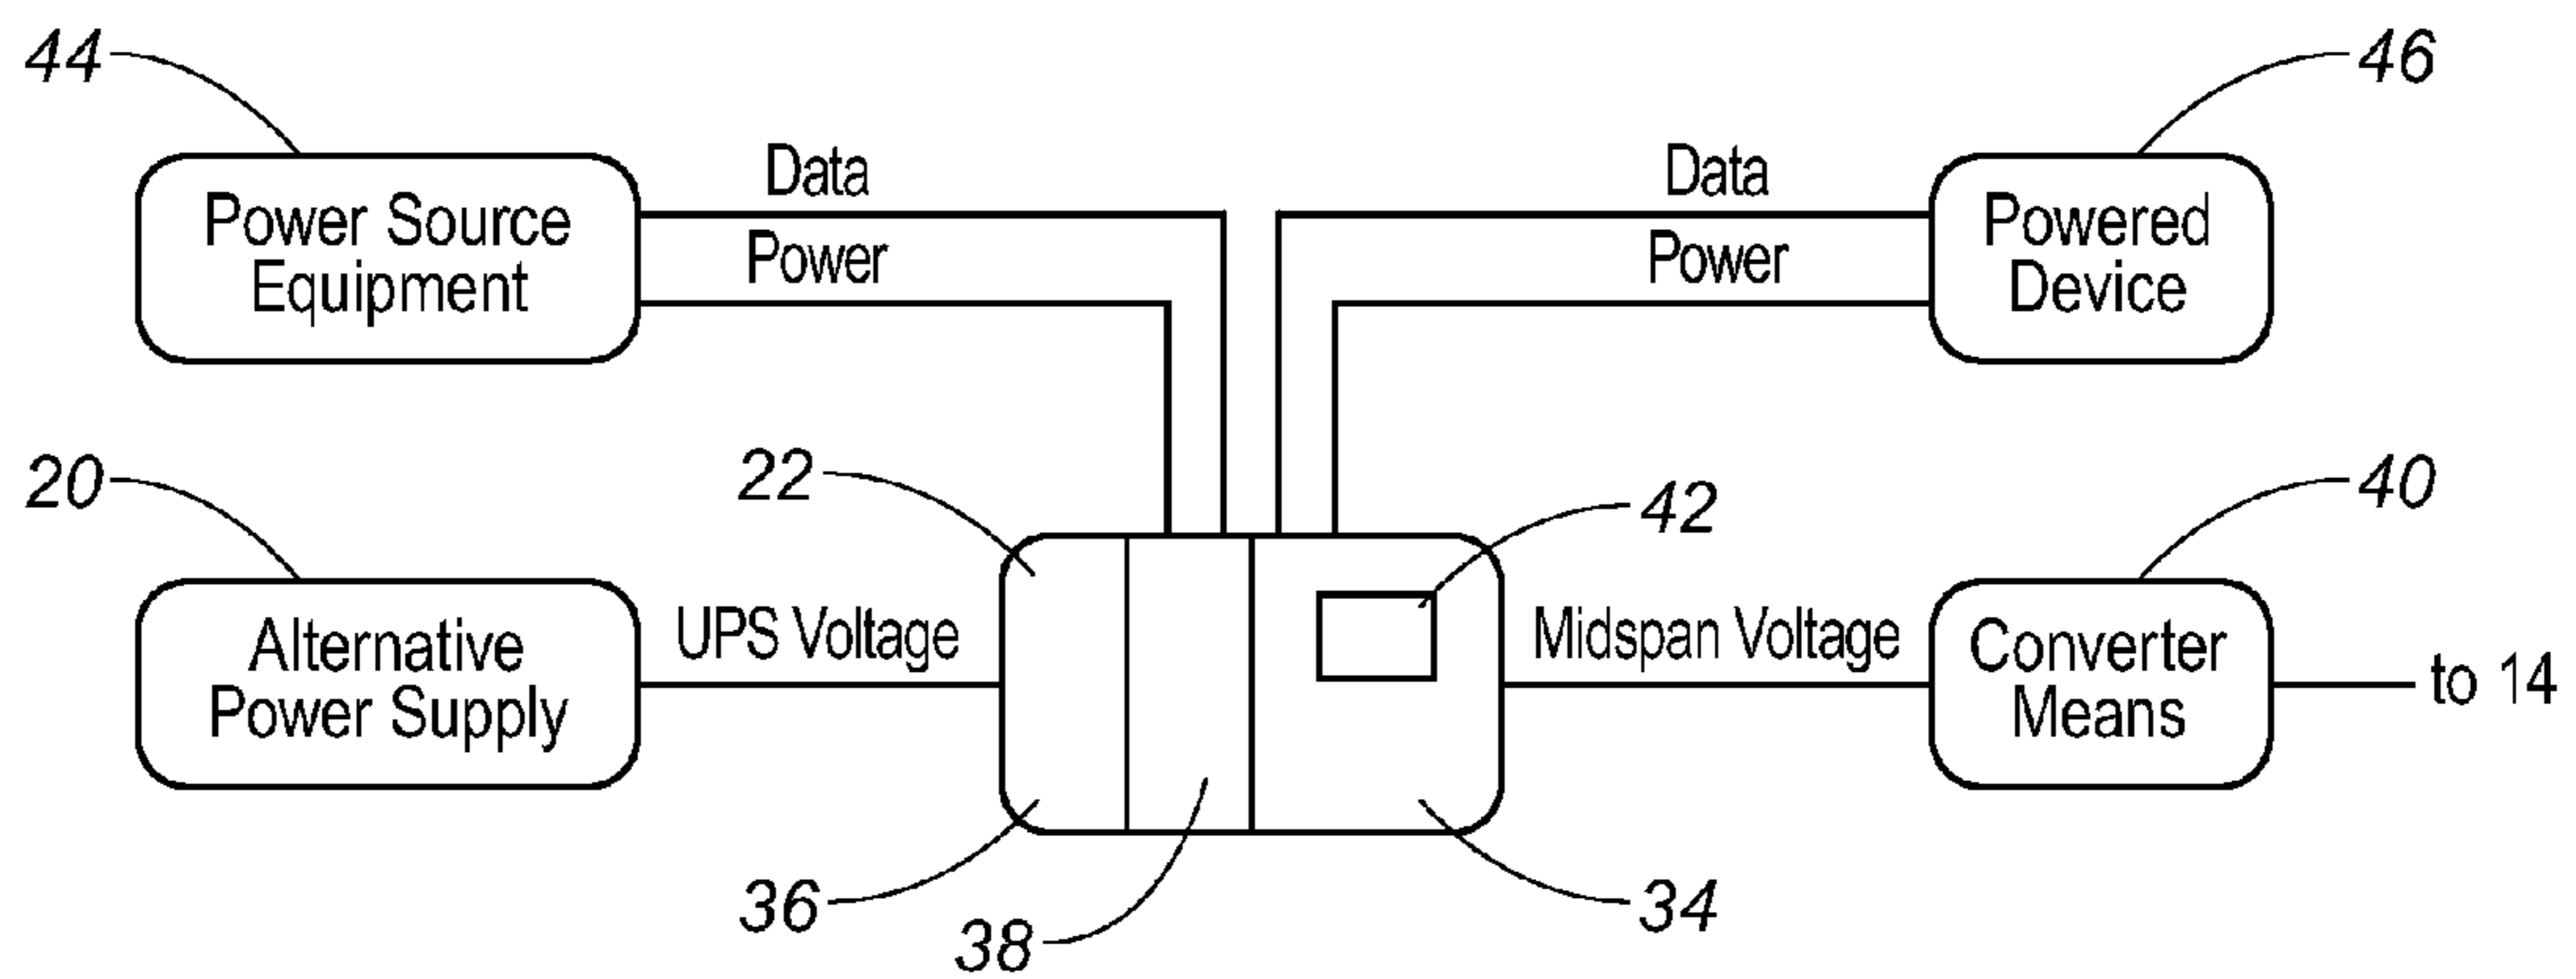 44
46
Data
Data
Power Source
Equipment
Powered
Device
Power
Power
20
22
42
40
Alternative
Power Supply
UPS Voltage
Midspan Voltage
Converter
Means
to 14
36
38
34